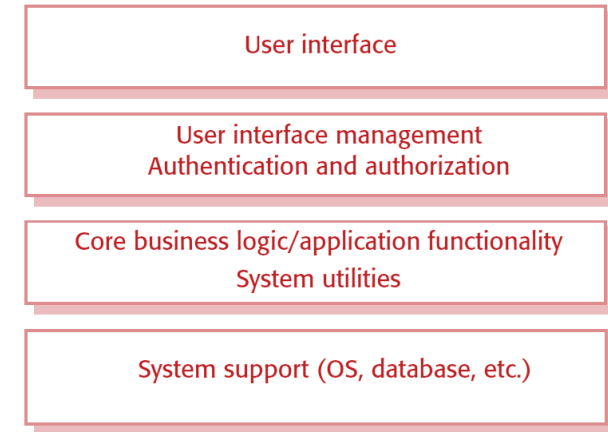 User interface
User interface management
Authentication and authorization
Core business logic/application functionality
System utilities
System support (OS, database, etc.)